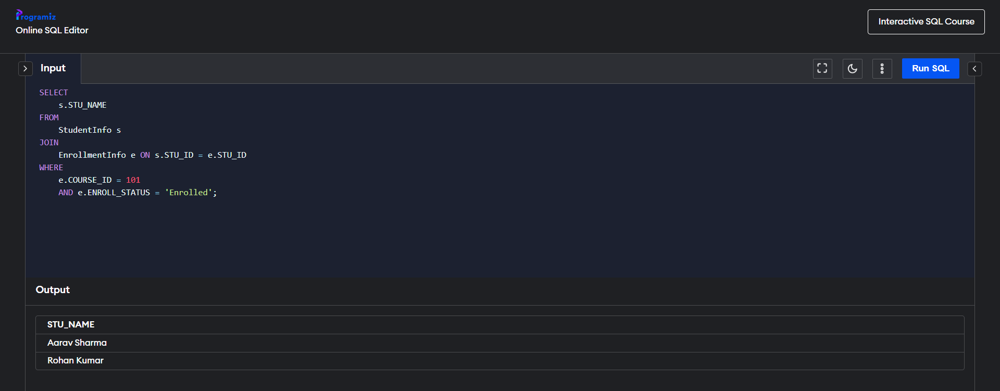 Programiz
Online SQL Editor
Interactive SQL Course
Input
Run SQL
SELECT
    s.STU_NAME
FROM
    StudentInfo s
JOIN
    EnrollmentInfo e ON s.STU_ID = e.STU_ID
WHERE
    e.COURSE_ID = 101
    AND e.ENROLL_STATUS = 'Enrolled';
Output
STU_NAME
Aarav Sharma
Rohan Kumar